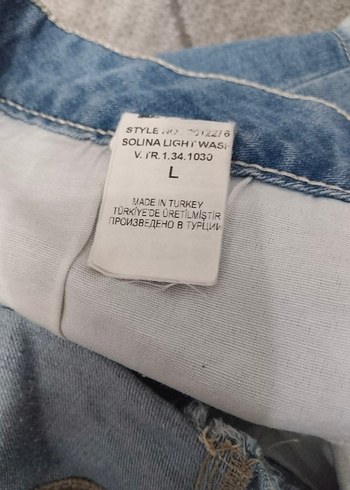 STYLE NO:
SOLINA LIGHT WASH
V.TR.1.34.1030
L
MADE IN TURKEY
TÜRKİYE'DE ÜRETİLMİŞTİR
ПРОИЗВЕДЕНО В ТУРЦИИ